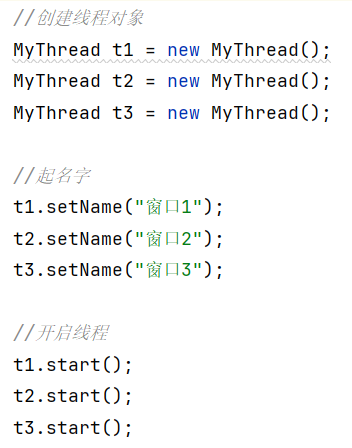 //创建线程对象
MyThread t1 = new MyThread();
MyThread t2 = new MyThread();
MyThread t3 = new MyThread();
//起名字
t1.setName("窗口1");
t2.setName("窗口2");
t3.setName("窗口3");
//开启线程
t1.start();
t2.start();
t3.start();